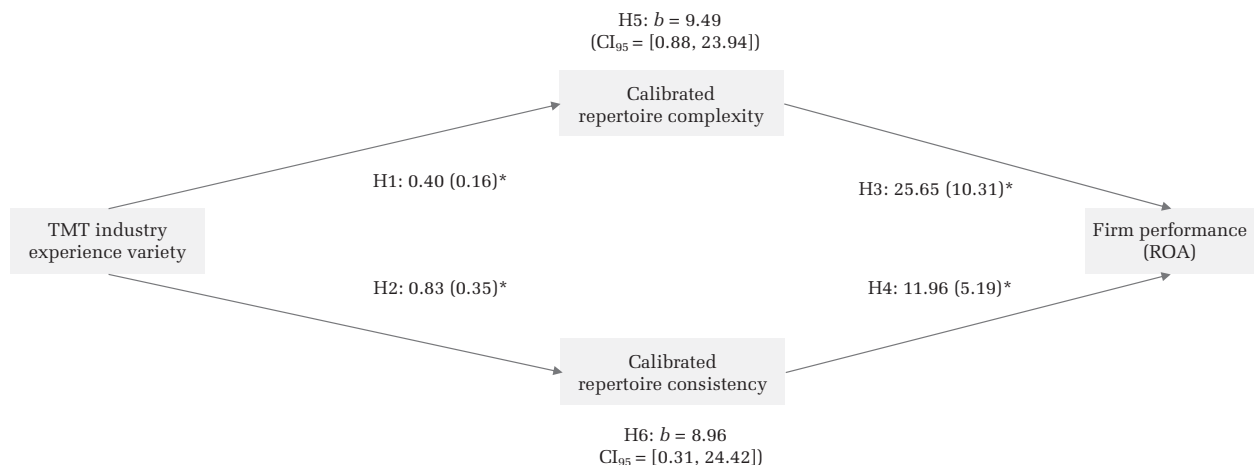 H5: b = 9.49
(CI₉₅ = [0.88, 23.94])
Calibrated
repertoire complexity
H1: 0.40 (0.16)*
H3: 25.65 (10.31)*
TMT industry
experience variety
Firm performance
(ROA)
H2: 0.83 (0.35)*
H4: 11.96 (5.19)*
Calibrated
repertoire consistency
H6: b = 8.96
CI₉₅ = [0.31, 24.42])